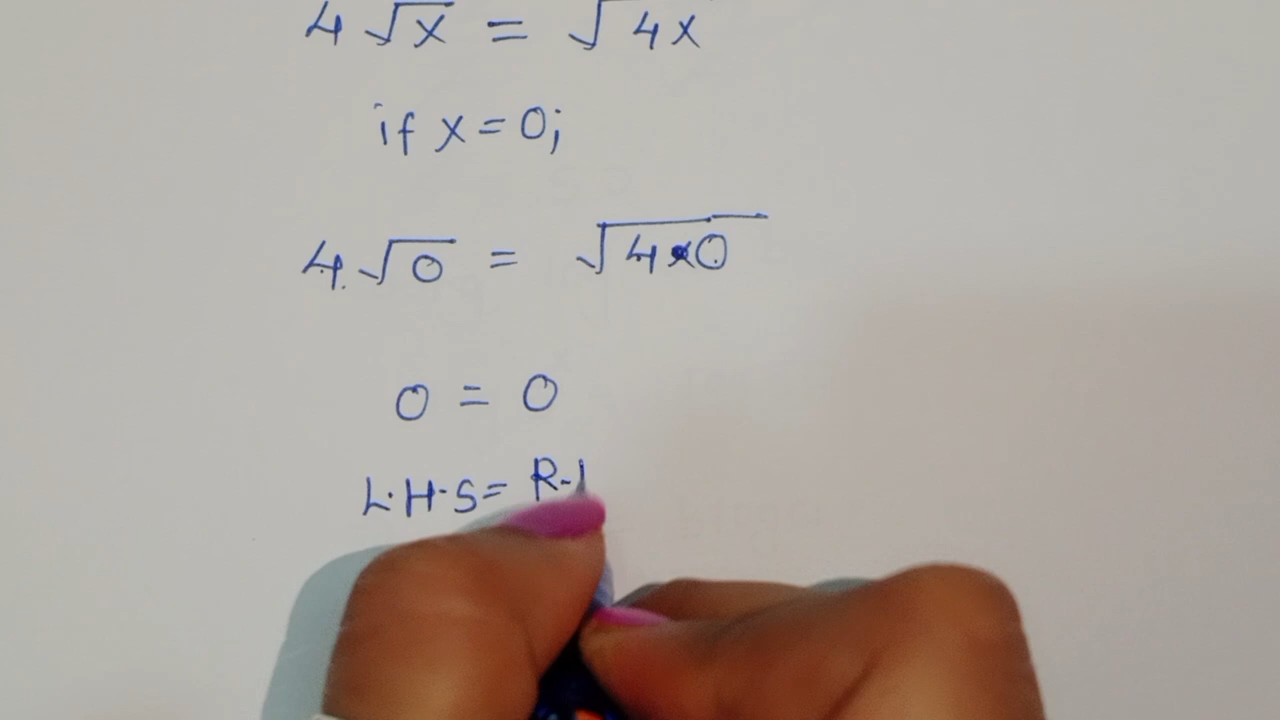 4 √x = √4x
if x = 0;
4.√0 = √4×0
0 = 0
L.H.S = R.